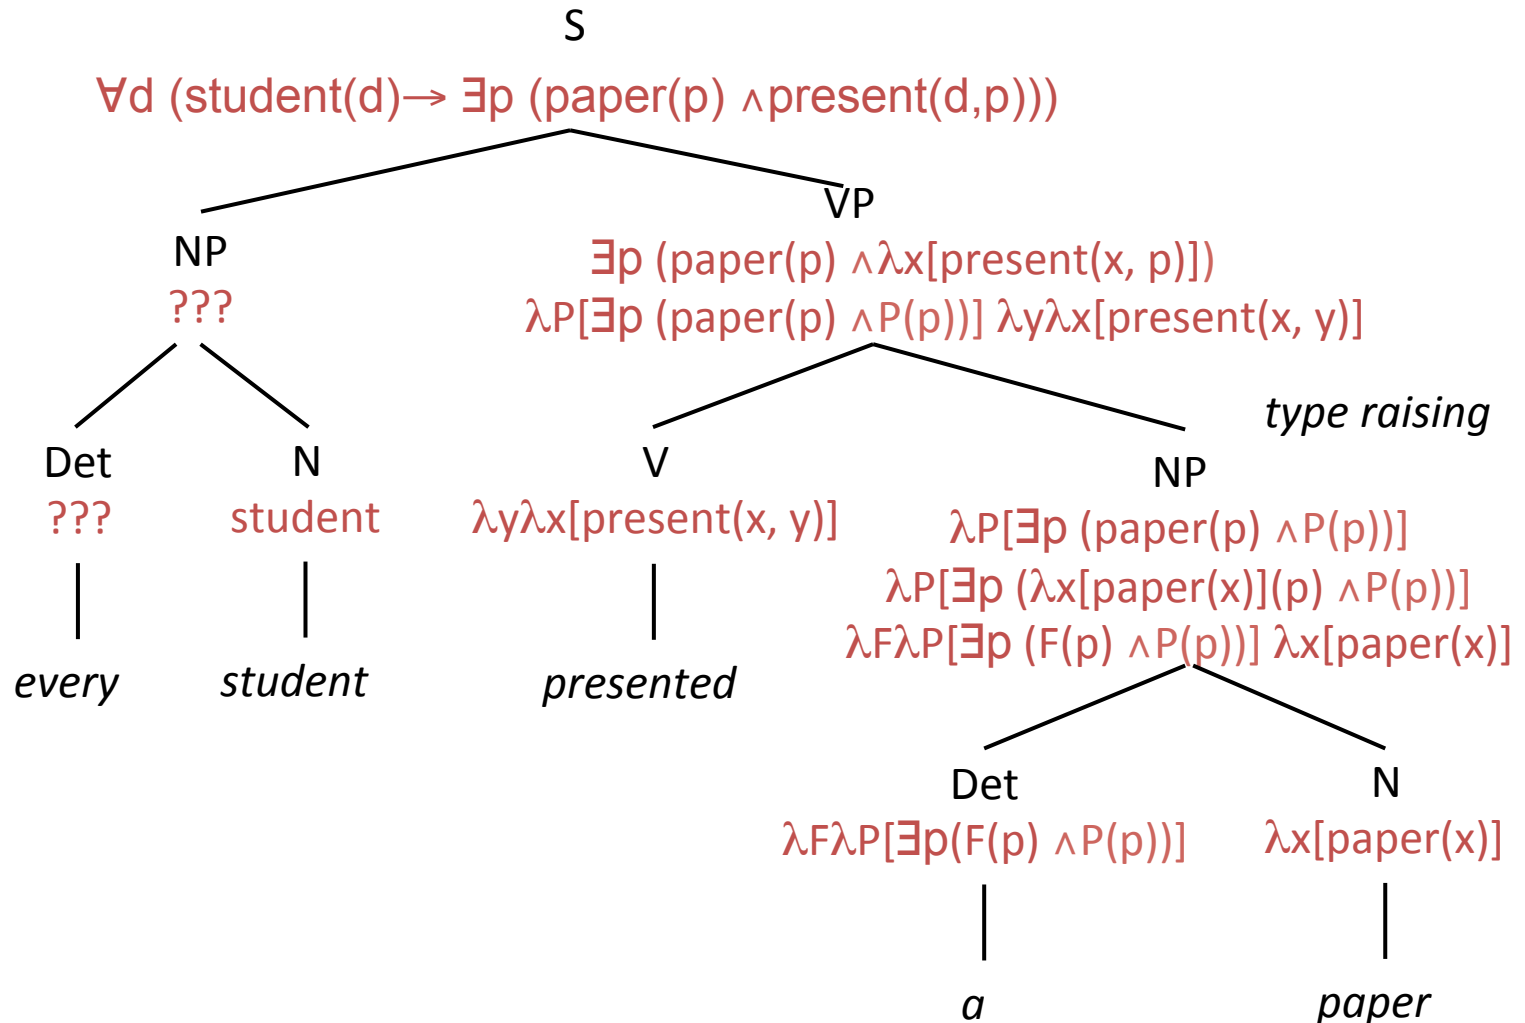 S
∀d (student(d)→ ∃p (paper(p) ∧present(d,p)))
VP
NP
∃p (paper(p) ∧λx[present(x, p)])
???
λP[∃p (paper(p) ∧P(p))] λyλx[present(x, y)]
type raising
Det
N
V
NP
???
student
λyλx[present(x, y)]
λP[∃p (paper(p) ∧P(p))]
λP[∃p (λx[paper(x)](p) ∧P(p))]
λFλP[∃p (F(p) ∧P(p))] λx[paper(x)]
every
student
presented
Det
N
λFλP[∃p(F(p) ∧P(p))]
λx[paper(x)]
a
paper